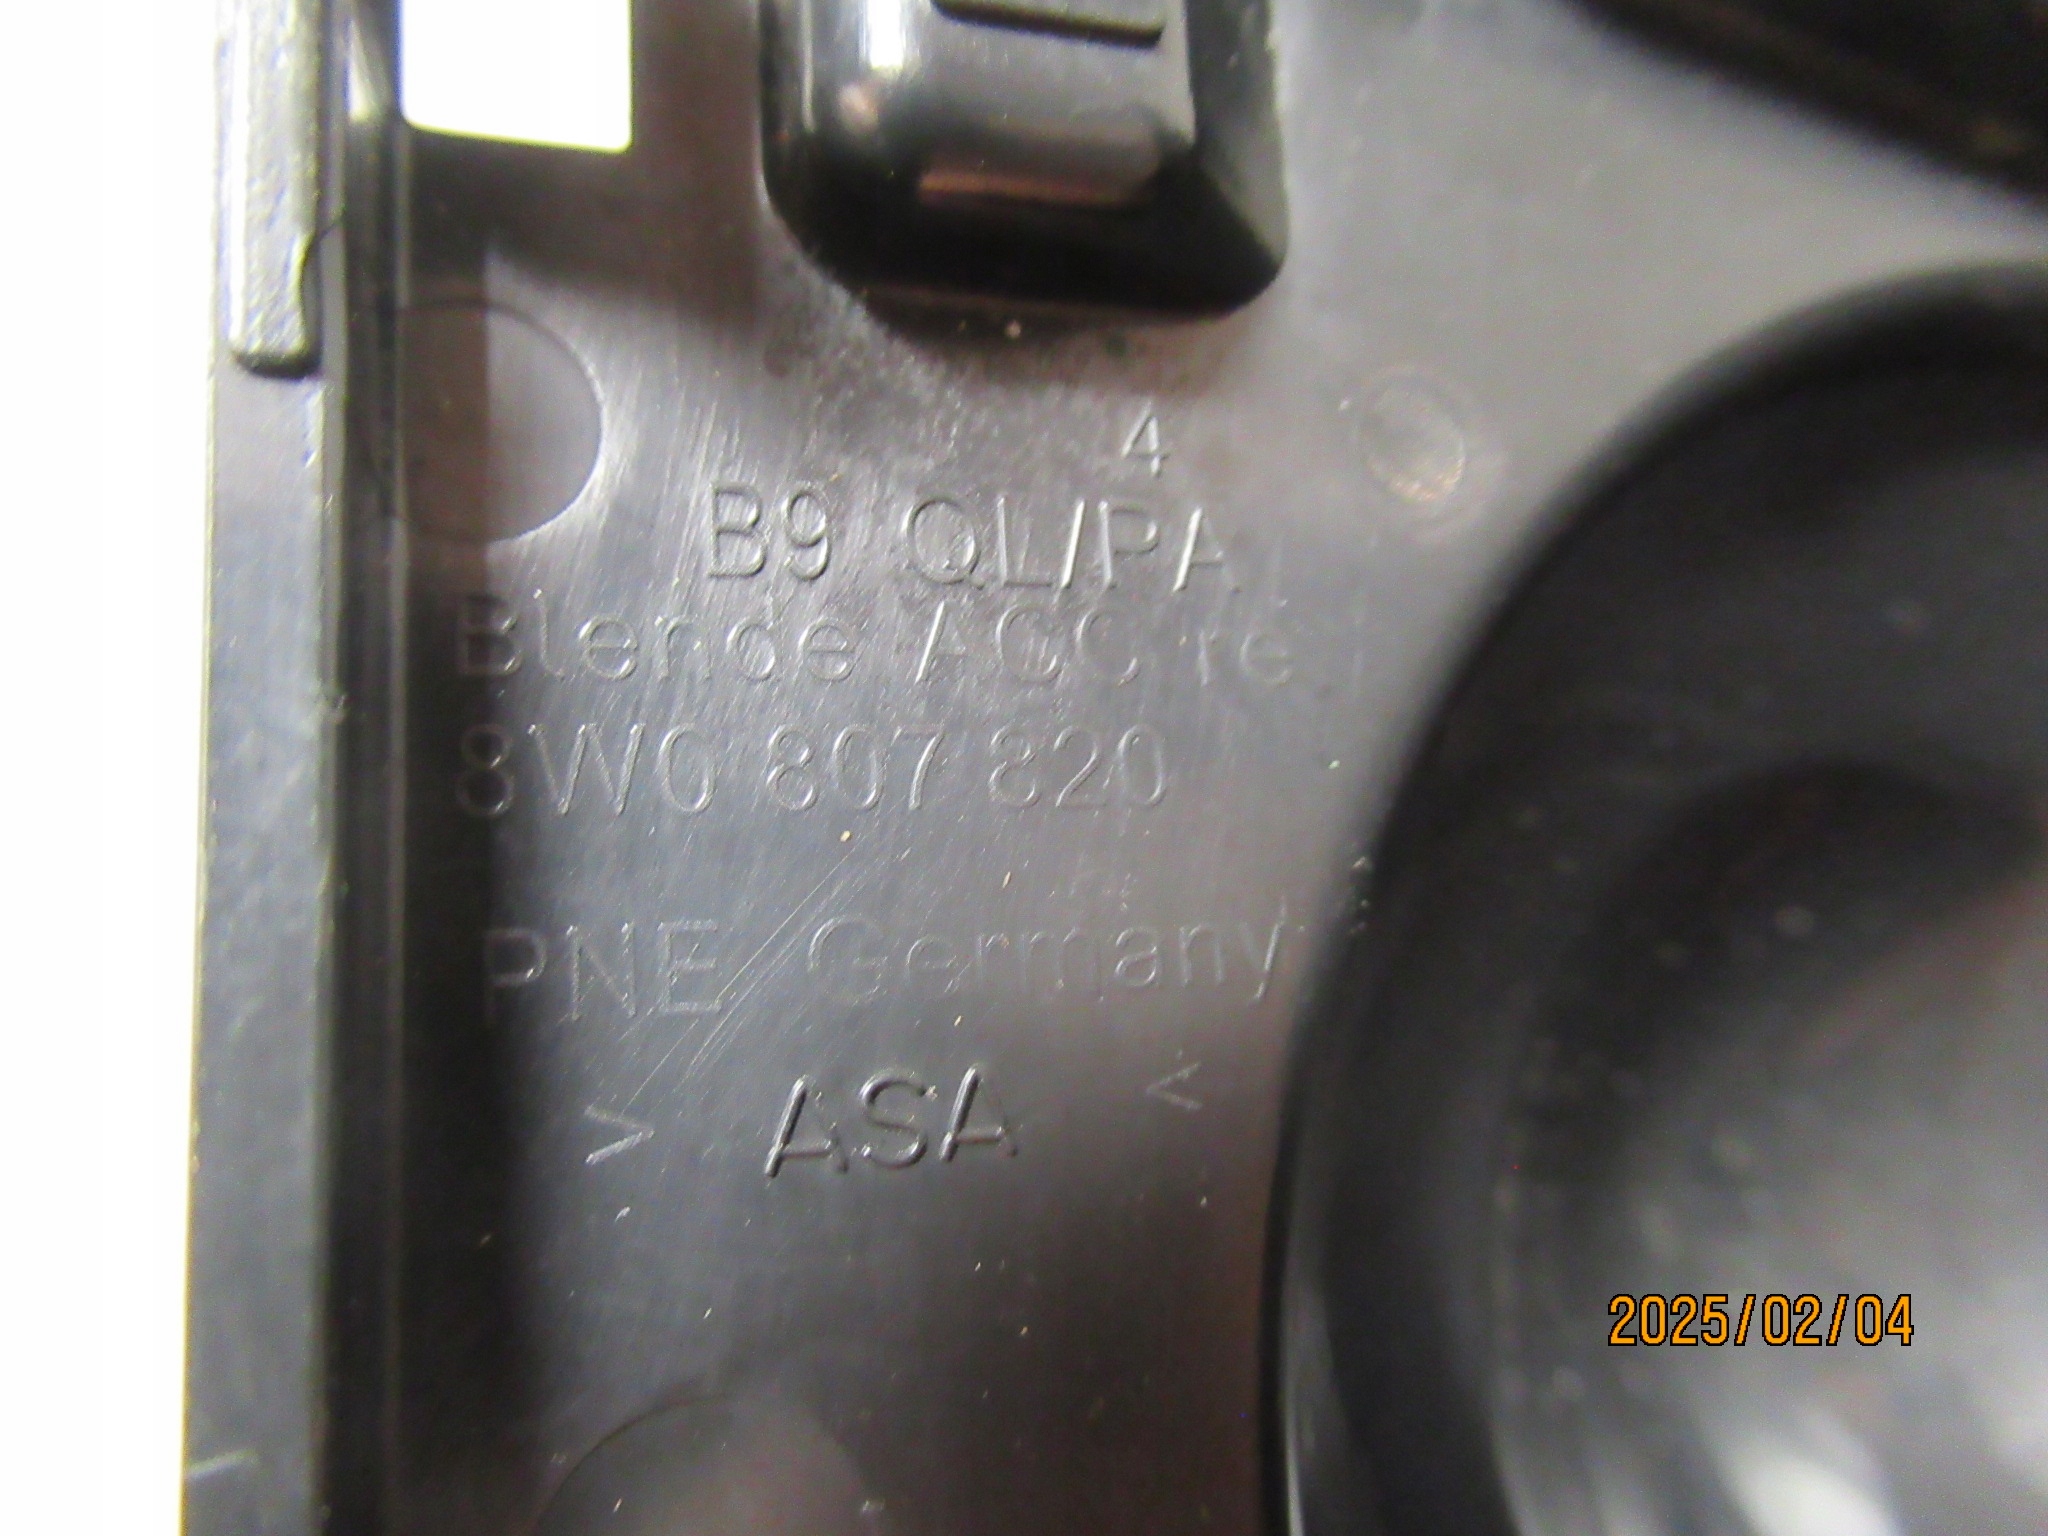 4
B9 QL/PA
Blende ACC re
8W0 807 820
PNE Germany
> ASA <
2025/02/04